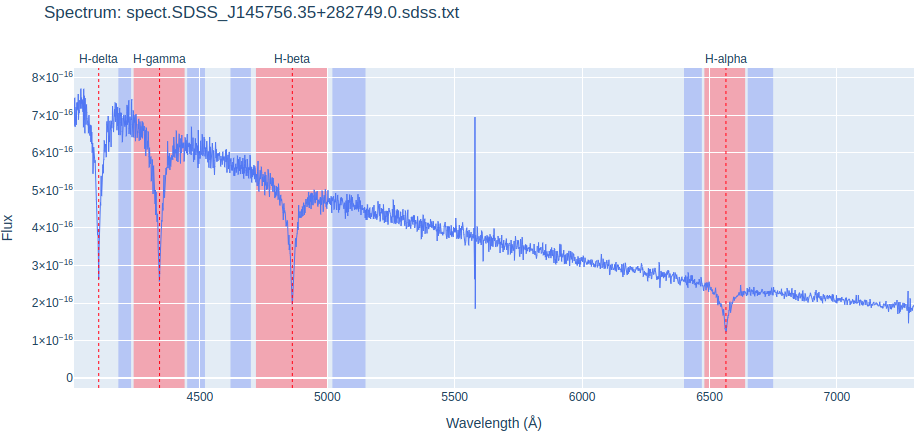 Spectrum: spect.SDSS_J145756.35+282749.0.sdss.txt
H-delta H-gamma H-beta H-alpha
8×10⁻¹⁶
7×10⁻¹⁶
6×10⁻¹⁶
5×10⁻¹⁶
4×10⁻¹⁶
3×10⁻¹⁶
2×10⁻¹⁶
1×10⁻¹⁶
0
Flux
4500 5000 5500 6000 6500 7000
Wavelength (Å)